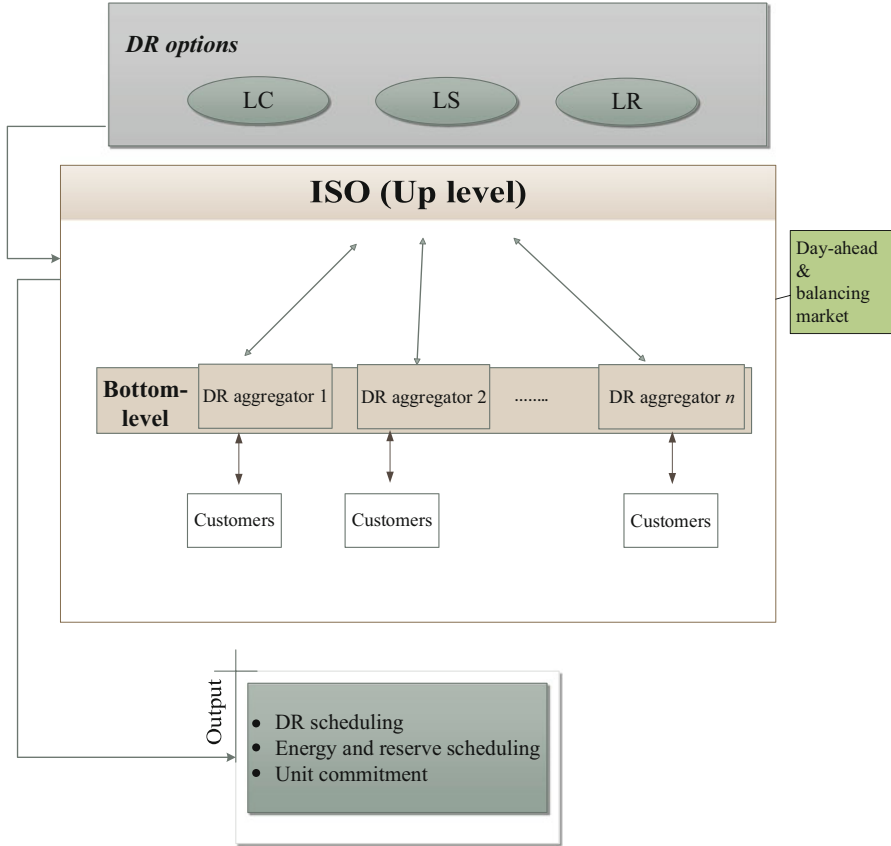 DR options
LC
LS
LR
ISO (Up level)
Day-ahead
&
balancing
market
Bottom-
level
DR aggregator 1
DR aggregator 2
........
DR aggregator n
Customers
Customers
Customers
Output
• DR scheduling
• Energy and reserve scheduling
• Unit commitment